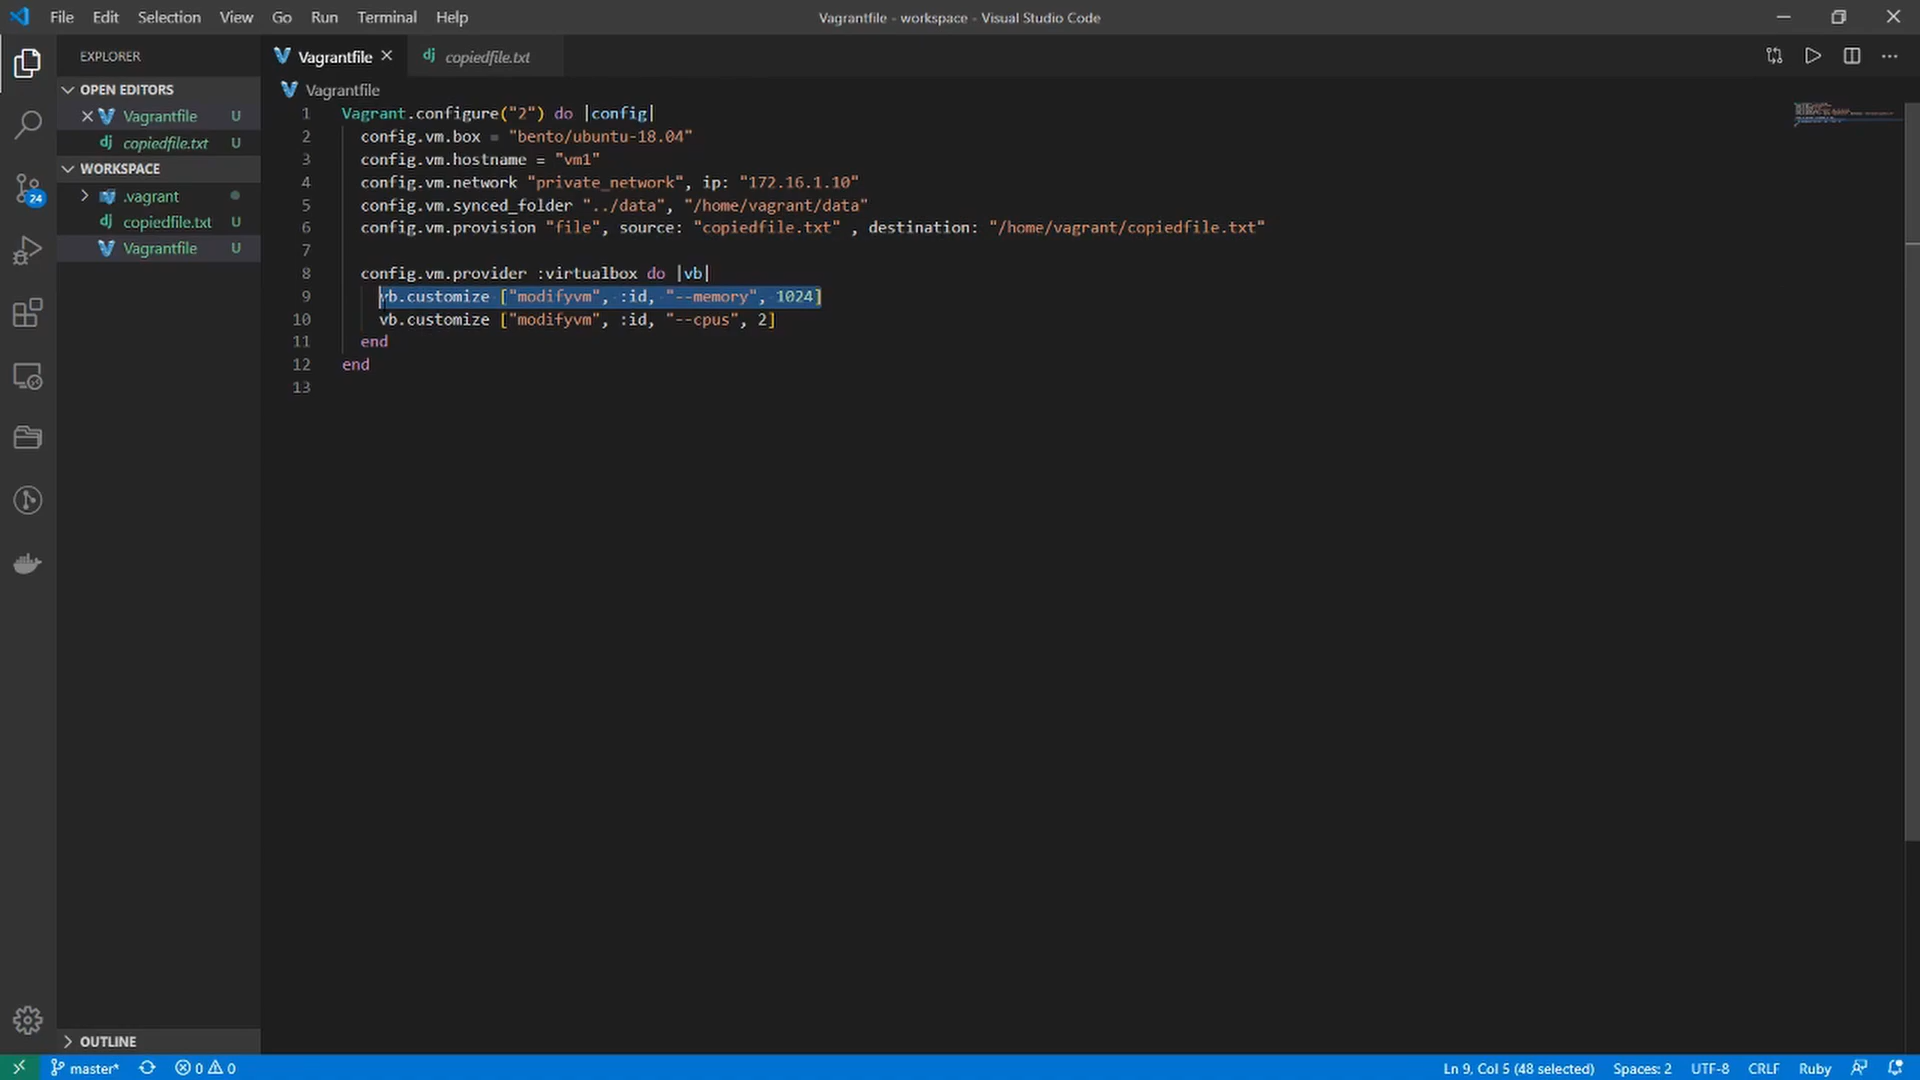 File Edit Selection View Go Run Terminal Help
Vagrantfile - workspace - Visual Studio Code
EXPLORER
OPEN EDITORS
Vagrantfile U
copiedfile.txt U
WORKSPACE
.vagrant
copiedfile.txt U
Vagrantfile U
24
OUTLINE
Vagrantfile
copiedfile.txt
Vagrantfile
1 Vagrant.configure("2") do |config|
2 config.vm.box = "bento/ubuntu-18.04"
3 config.vm.hostname = "vm1"
4 config.vm.network "private_network", ip: "172.16.1.10"
5 config.vm.synced_folder "../data", "/home/vagrant/data"
6 config.vm.provision "file", source: "copiedfile.txt" , destination: "/home/vagrant/copiedfile.txt"
7
8 config.vm.provider :virtualbox do |vb|
9 vb.customize ["modifyvm", :id, "--memory", 1024]
10 vb.customize ["modifyvm", :id, "--cpus", 2]
11 end
12 end
13
master* 0 0
Ln 9, Col 5 (48 selected) Spaces: 2 UTF-8 CRLF Ruby